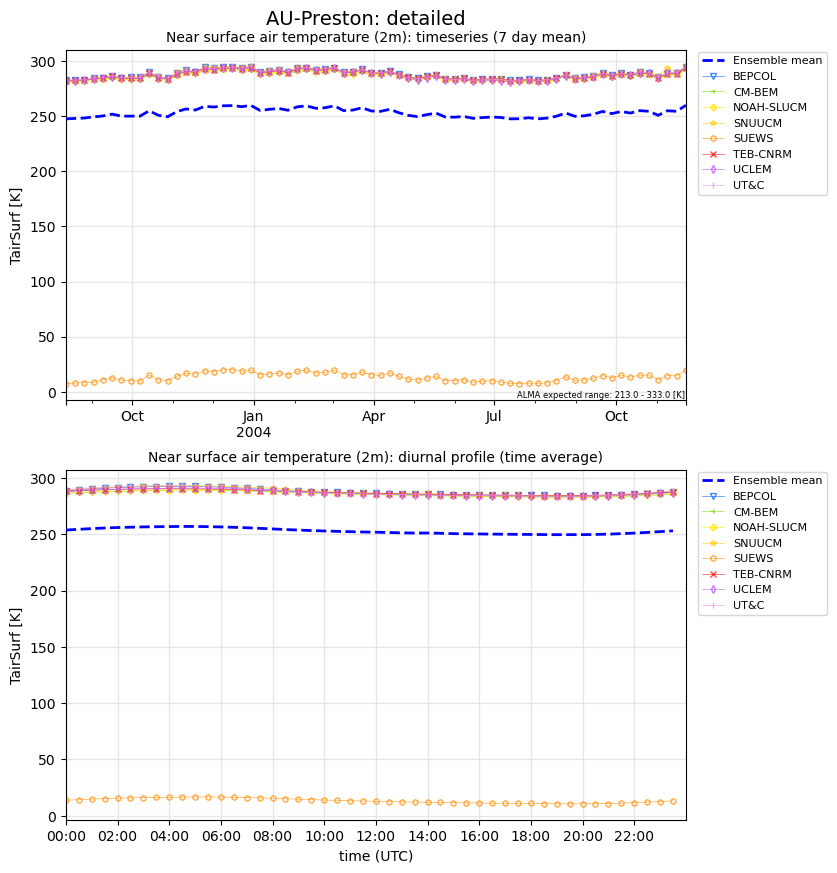 AU-Preston: detailed
Near surface air temperature (2m): timeseries (7 day mean)
TairSurf [K]
300
250
200
150
100
50
0
Oct
Jan
2004
Apr
Jul
Oct
ALMA expected range: 213.0 - 333.0 [K]
Ensemble mean
BEPCOL
CM-BEM
NOAH-SLUCM
SNUUCM
SUEWS
TEB-CNRM
UCLEM
UT&C
Near surface air temperature (2m): diurnal profile (time average)
TairSurf [K]
300
250
200
150
100
50
0
00:00
02:00
04:00
06:00
08:00
10:00
12:00
14:00
16:00
18:00
20:00
22:00
time (UTC)
Ensemble mean
BEPCOL
CM-BEM
NOAH-SLUCM
SNUUCM
SUEWS
TEB-CNRM
UCLEM
UT&C